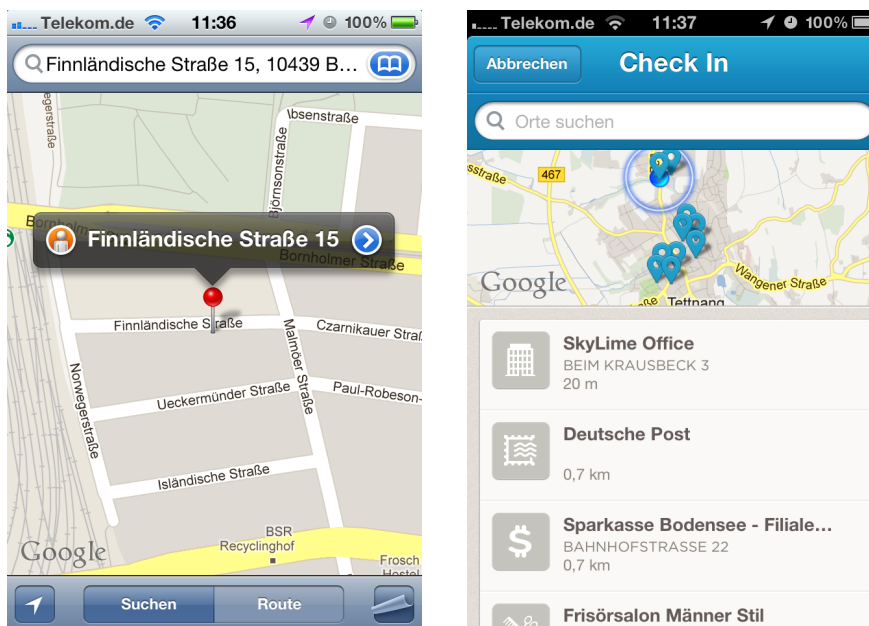 Telekom.de 11:36 100%
Finnländische Straße 15, 10439 B...
Ibsenstraße
Björnsonstraße
Finnländische Straße 15
Bornholmer Straße
Finnländische Straße
Czarnikauer Straß
Malmöer Straße
Norwegerstraße
Ueckermünder Straße
Paul-Robeson-
Isländische Straße
BSR
Recyclinghof
Google
Frosch
Hostel
Suchen Route
Telekom.de 11:37 100%
Abbrechen Check In
Orte suchen
467
Google
Wangener Straße
Tettnang
SkyLime Office
BEIM KRAUSBECK 3
20 m
Deutsche Post
0,7 km
Sparkasse Bodensee - Filiale...
BAHNHOFSTRASSE 22
0,7 km
Frisörsalon Männer Stil